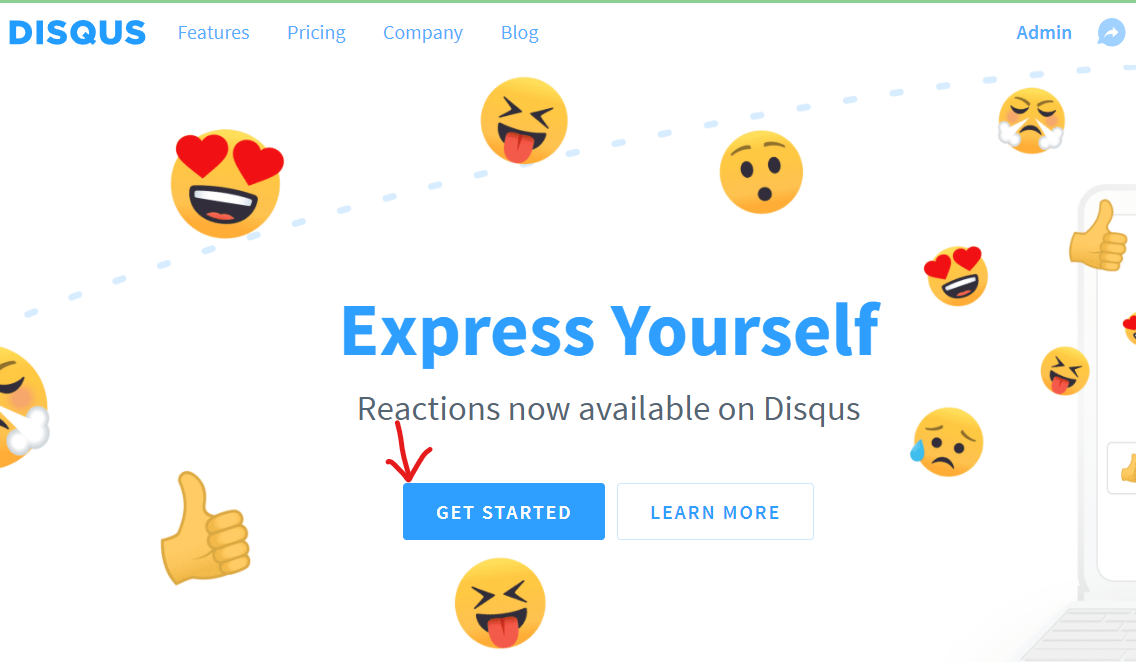 DISQUS Features Pricing Company Blog Admin
Express Yourself
Reactions now available on Disqus
GET STARTED LEARN MORE